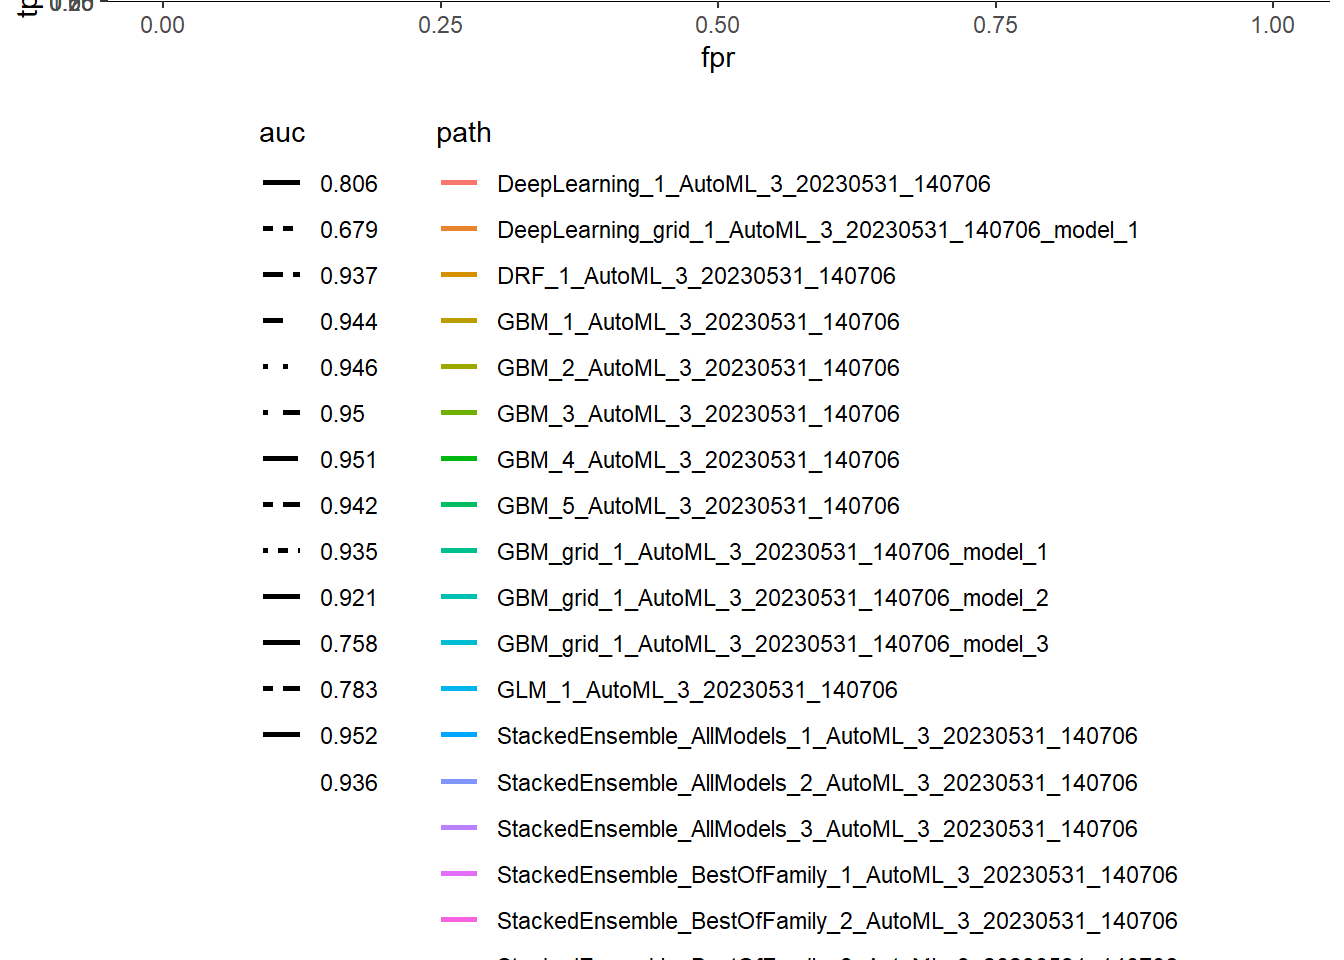 0.00 0.25 0.50 0.75 1.00
fpr
auc path
0.806 DeepLearning_1_AutoML_3_20230531_140706
0.679 DeepLearning_grid_1_AutoML_3_20230531_140706_model_1
0.937 DRF_1_AutoML_3_20230531_140706
0.944 GBM_1_AutoML_3_20230531_140706
0.946 GBM_2_AutoML_3_20230531_140706
0.95 GBM_3_AutoML_3_20230531_140706
0.951 GBM_4_AutoML_3_20230531_140706
0.942 GBM_5_AutoML_3_20230531_140706
0.935 GBM_grid_1_AutoML_3_20230531_140706_model_1
0.921 GBM_grid_1_AutoML_3_20230531_140706_model_2
0.758 GBM_grid_1_AutoML_3_20230531_140706_model_3
0.783 GLM_1_AutoML_3_20230531_140706
0.952 StackedEnsemble_AllModels_1_AutoML_3_20230531_140706
0.936 StackedEnsemble_AllModels_2_AutoML_3_20230531_140706
StackedEnsemble_AllModels_3_AutoML_3_20230531_140706
StackedEnsemble_BestOfFamily_1_AutoML_3_20230531_140706
StackedEnsemble_BestOfFamily_2_AutoML_3_20230531_140706